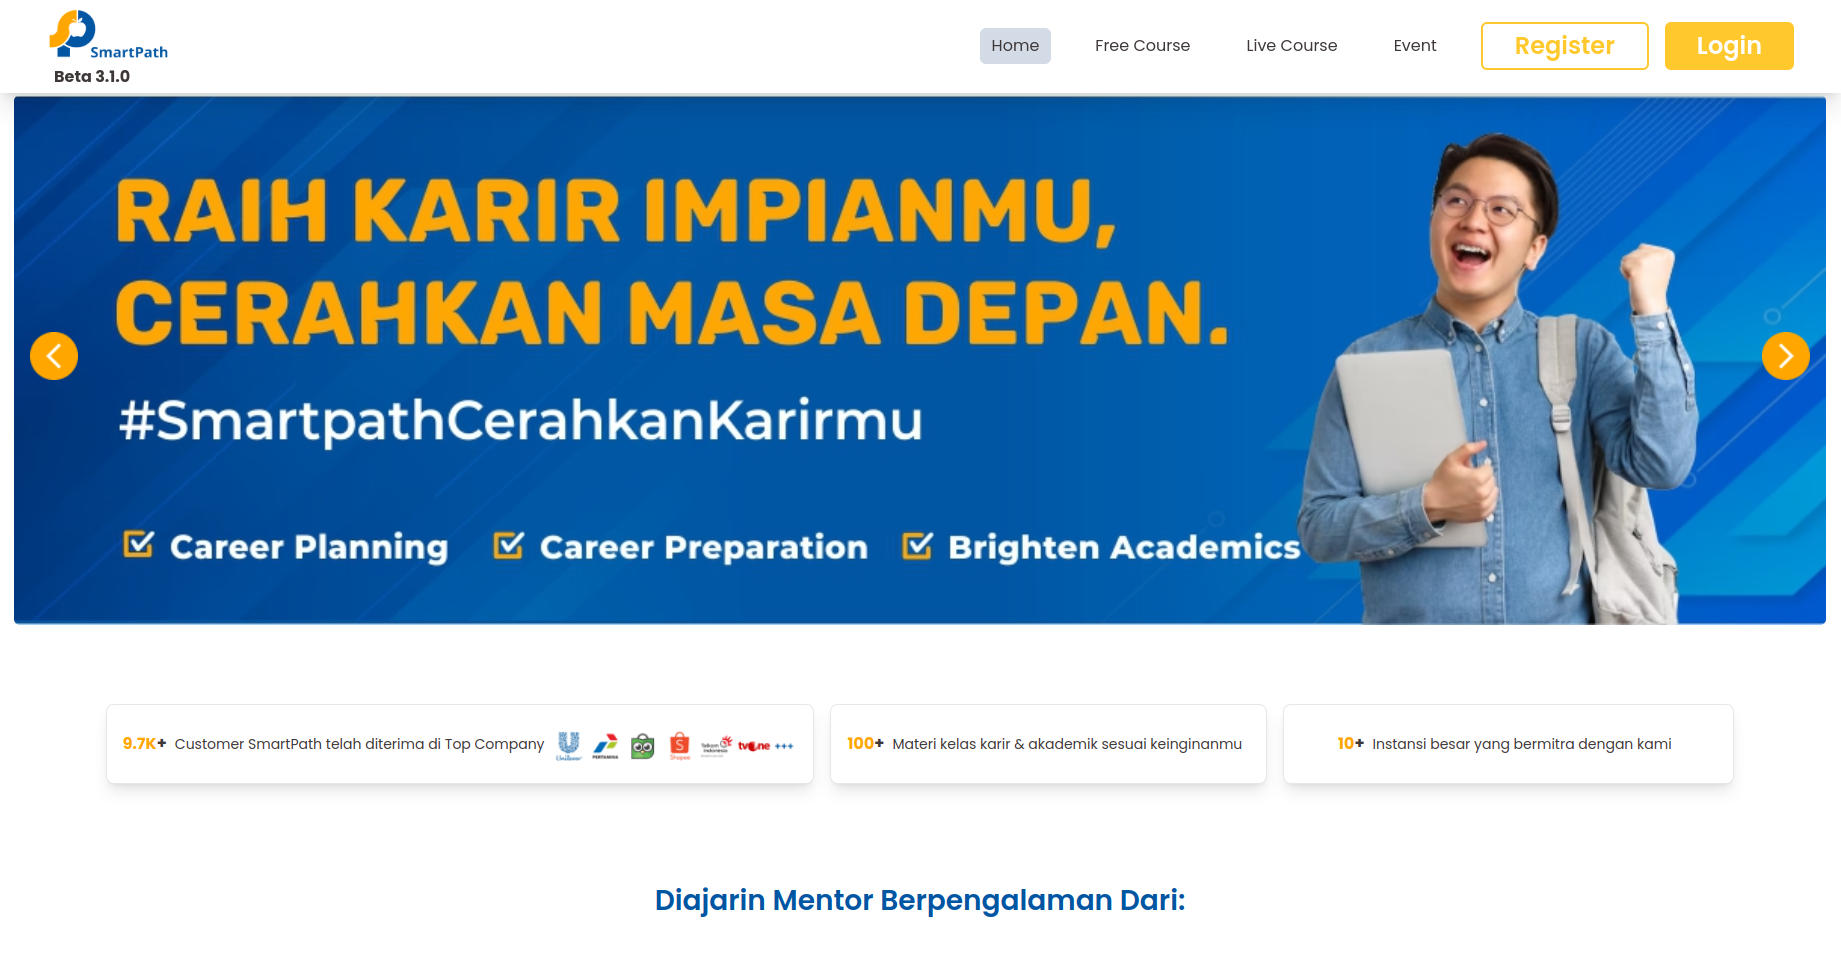 SmartPath
Beta 3.1.0
Home Free Course Live Course Event Register Login
RAIH KARIR IMPIANMU,
CERAHKAN MASA DEPAN.
#SmartpathCerahkanKarirmu
Career Planning Career Preparation Brighten Academics
9.7K+ Customer SmartPath telah diterima di Top Company
Unilever PERTAMINA Shopee Telkom Indonesia tvOne +++
100+ Materi kelas karir & akademik sesuai keinginanmu
10+ Instansi besar yang bermitra dengan kami
Diajarin Mentor Berpengalaman Dari: